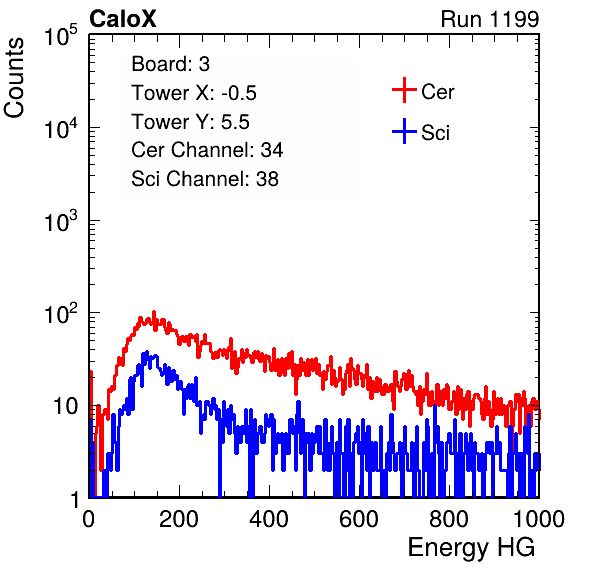 CaloX Run 1199
Counts
10^5
10^4
10^3
10^2
10
1
Board: 3
Tower X: -0.5
Tower Y: 5.5
Cer Channel: 34
Sci Channel: 38
Cer
Sci
0 200 400 600 800 1000
Energy HG